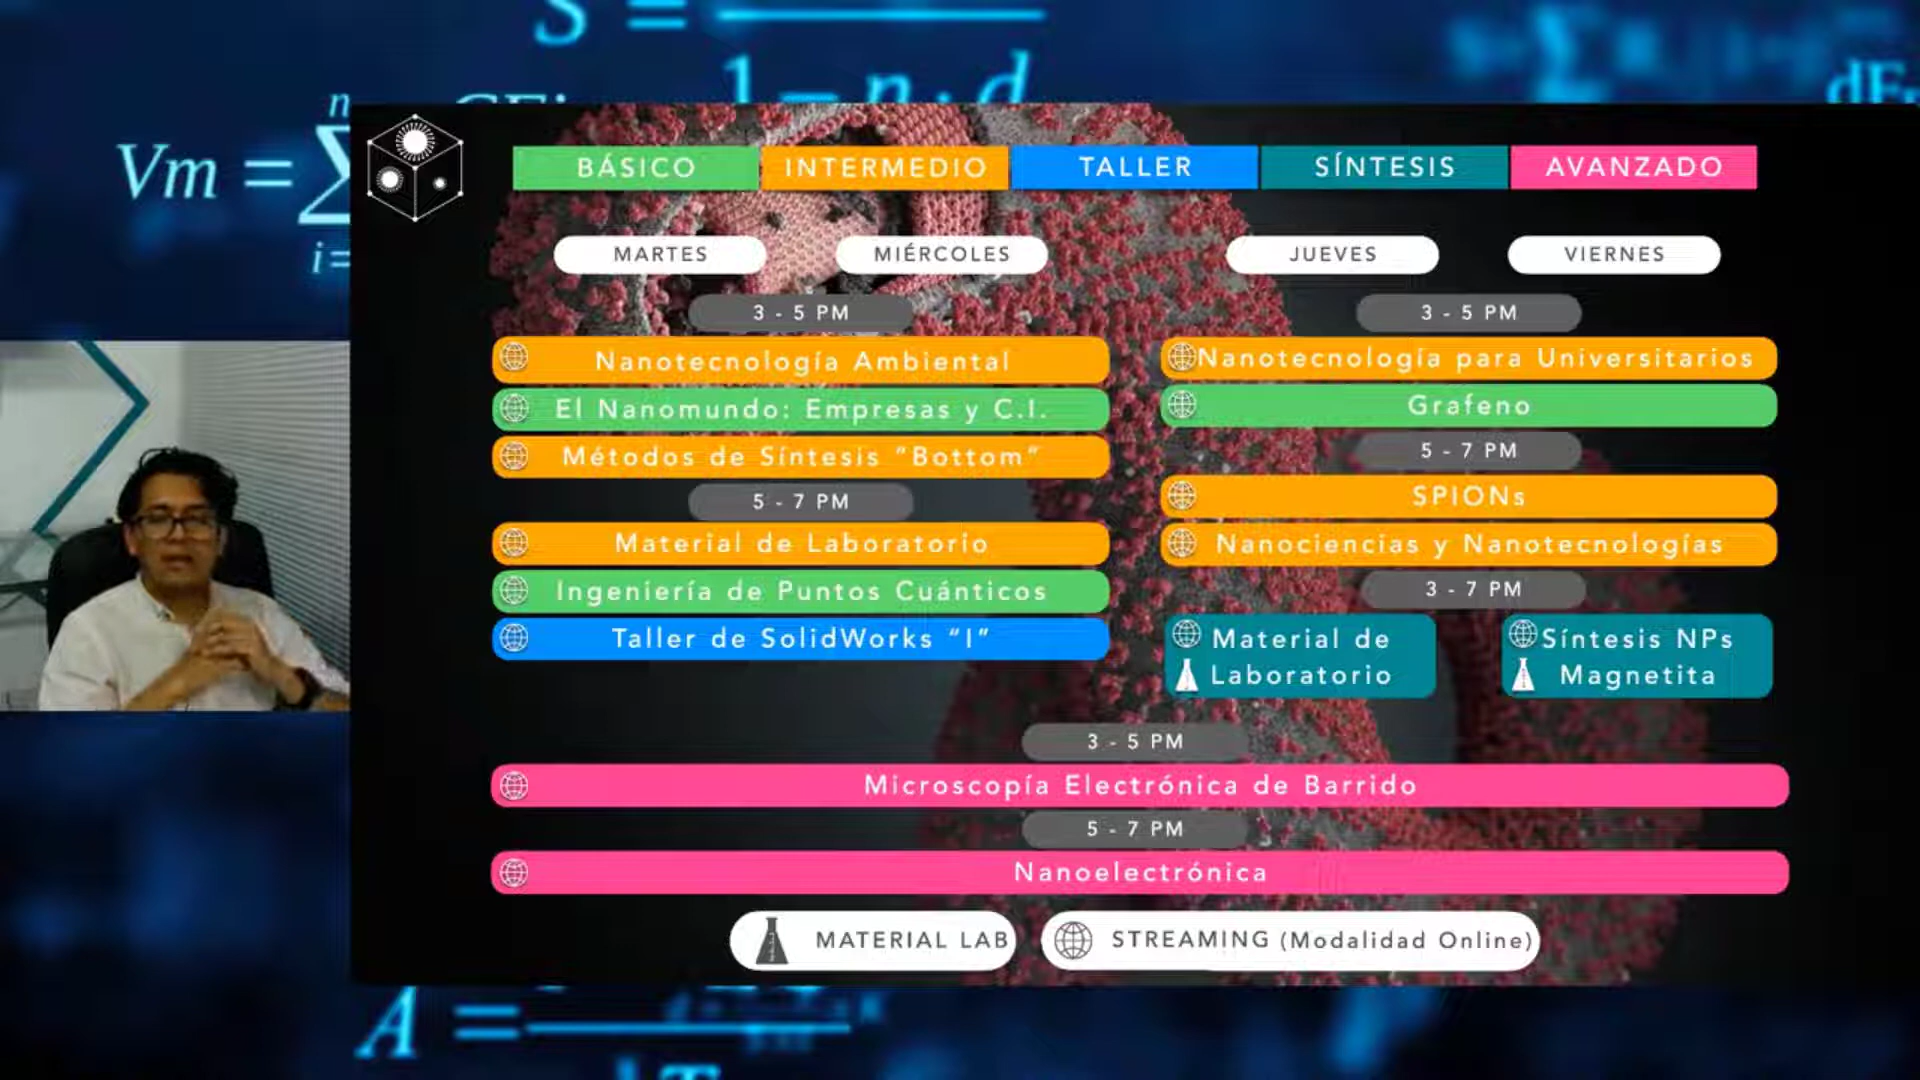 S =
1 - n · d
n
Vm = Σ
i=
BÁSICO
INTERMEDIO
TALLER
SÍNTESIS
AVANZADO
MARTES
MIÉRCOLES
JUEVES
VIERNES
3 - 5 PM
Nanotecnología Ambiental
El Nanomundo: Empresas y C.I.
Métodos de Síntesis "Bottom"
5 - 7 PM
Material de Laboratorio
Ingeniería de Puntos Cuánticos
Taller de SolidWorks "I"
3 - 5 PM
Nanotecnología para Universitarios
Grafeno
5 - 7 PM
SPIONs
Nanociencias y Nanotecnologías
3 - 7 PM
Material de
Laboratorio
Síntesis NPs
Magnetita
3 - 5 PM
Microscopía Electrónica de Barrido
5 - 7 PM
Nanoelectrónica
MATERIAL LAB
STREAMING (Modalidad Online)
A =